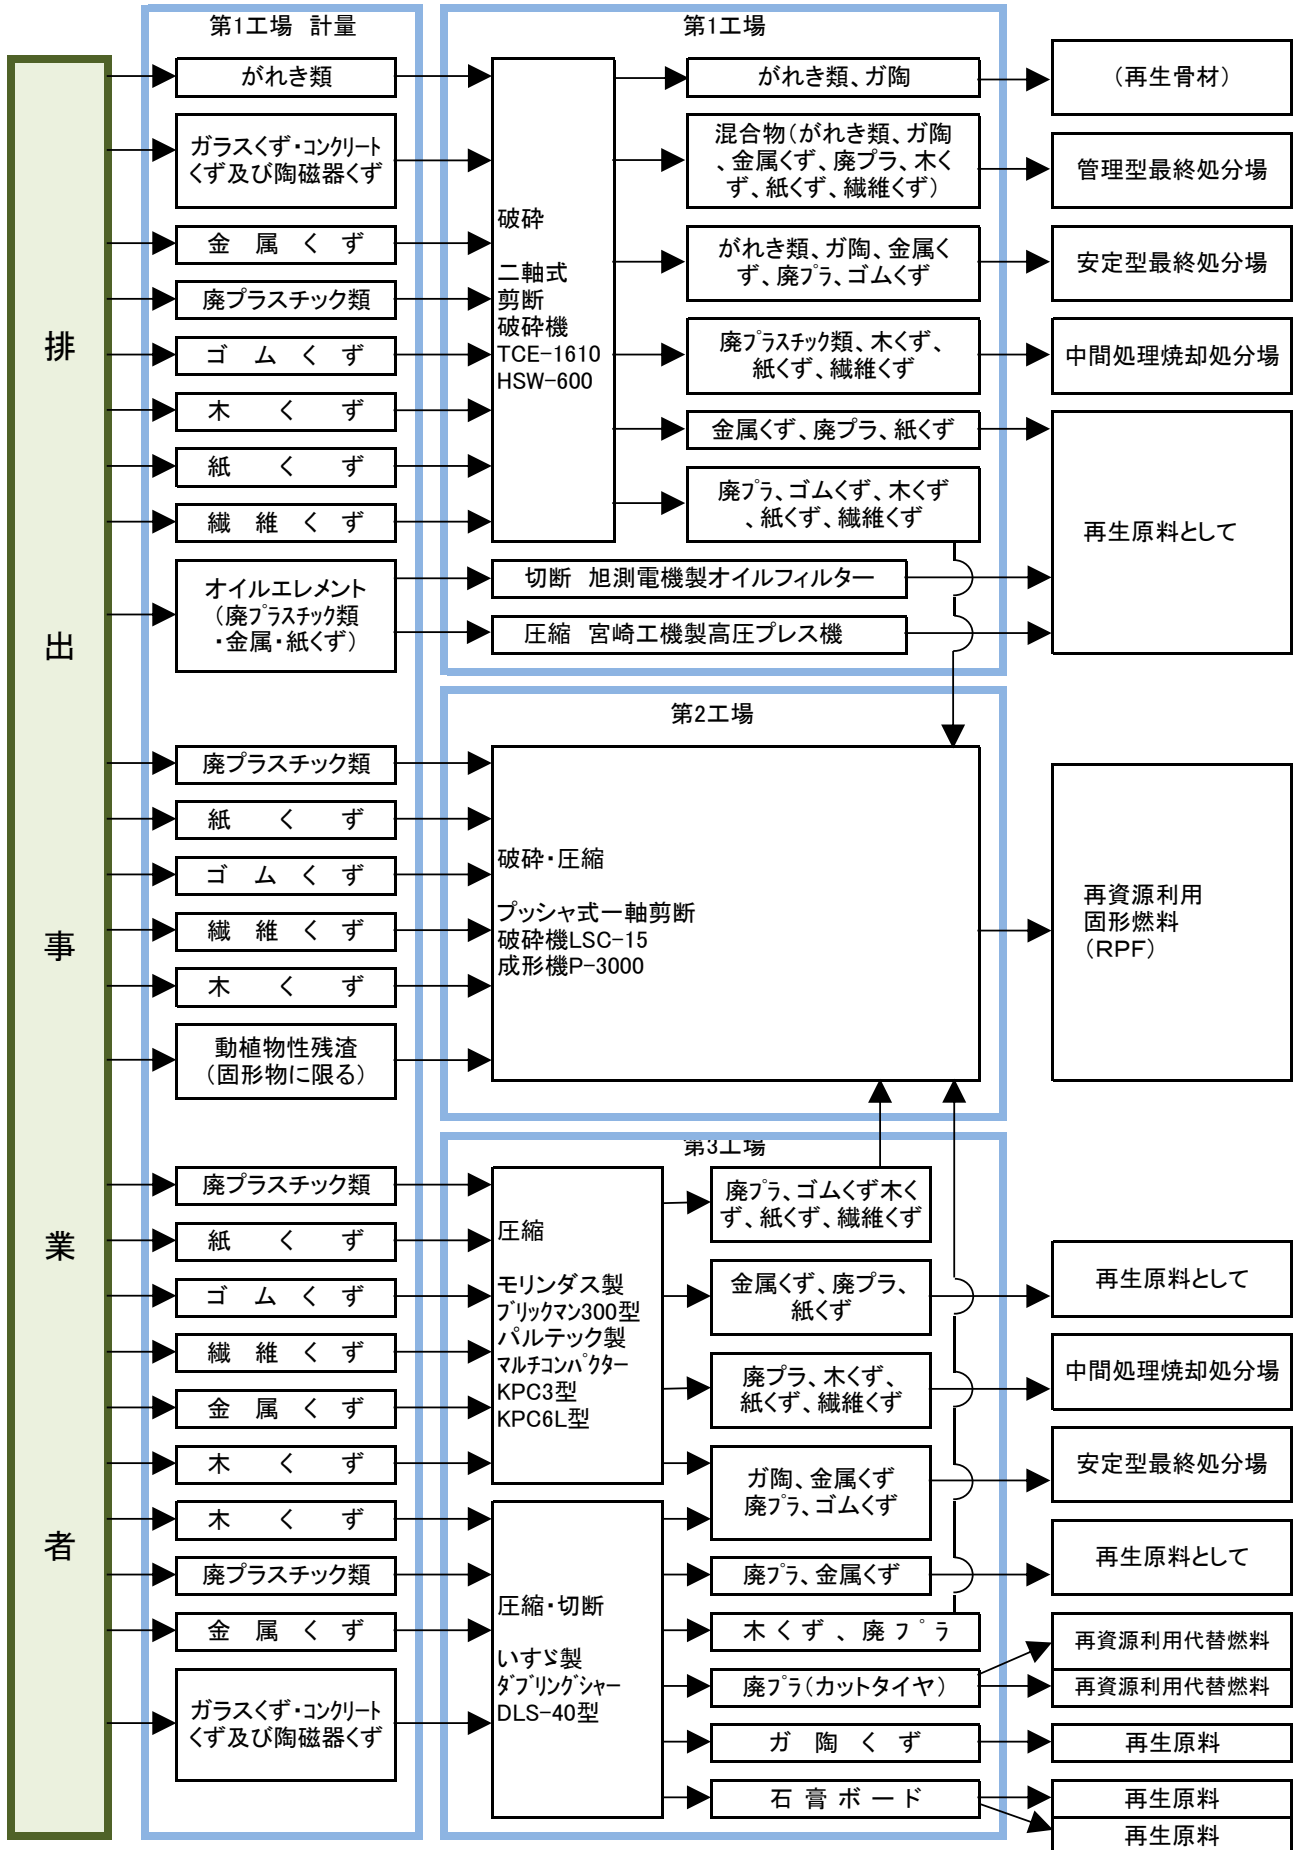 排
出
事
業
者
第1工場 計量
がれき類
ガラスくず・コンクリート
くず及び陶磁器くず
金 属 く ず
廃プラスチック類
ゴ ム く ず
木 く ず
紙 く ず
繊 維 く ず
オイルエレメント
(廃プラスチック類
・金属・紙くず)
廃プラスチック類
紙 く ず
ゴ ム く ず
繊 維 く ず
木 く ず
動植物性残渣
(固形物に限る)
廃プラスチック類
紙 く ず
ゴ ム く ず
繊 維 く ず
金 属 く ず
木 く ず
木 く ず
廃プラスチック類
金 属 く ず
ガラスくず・コンクリート
くず及び陶磁器くず
第1工場
破砕
二軸式
剪断
破砕機
TCE-1610
HSW-600
がれき類、ガ陶
混合物(がれき類、ガ陶
、金属くず、廃プラ、木く
ず、紙くず、繊維くず)
がれき類、ガ陶、金属く
ず、廃プラ、ゴムくず
廃プラスチック類、木くず、
紙くず、繊維くず
金属くず、廃プラ、紙くず
廃プラ、ゴムくず、木くず
、紙くず、繊維くず
切断 旭測電機製オイルフィルター
圧縮 宮崎工機製高圧プレス機
(再生骨材)
管理型最終処分場
安定型最終処分場
中間処理焼却処分場
再生原料として
第2工場
破砕・圧縮
プッシャ式一軸剪断
破砕機LSC-15
成形機P-3000
再資源利用
固形燃料
(RPF)
第3工場
圧縮
モリンダス製
ブリックマン300型
パルテック製
マルチコンパクター
KPC3型
KPC6L型
圧縮・切断
いすゞ製
ダブリングシャー
DLS-40型
廃プラ、ゴムくず木く
ず、紙くず、繊維くず
金属くず、廃プラ、
紙くず
廃プラ、木くず、
紙くず、繊維くず
ガ陶、金属くず
廃プラ、ゴムくず
廃プラ、金属くず
木 く ず 、 廃 プ ラ
廃プラ(カットタイヤ)
ガ 陶 く ず
石 膏 ボ ー ド
再生原料として
中間処理焼却処分場
安定型最終処分場
再生原料として
再資源利用代替燃料
再資源利用代替燃料
再生原料
再生原料
再生原料